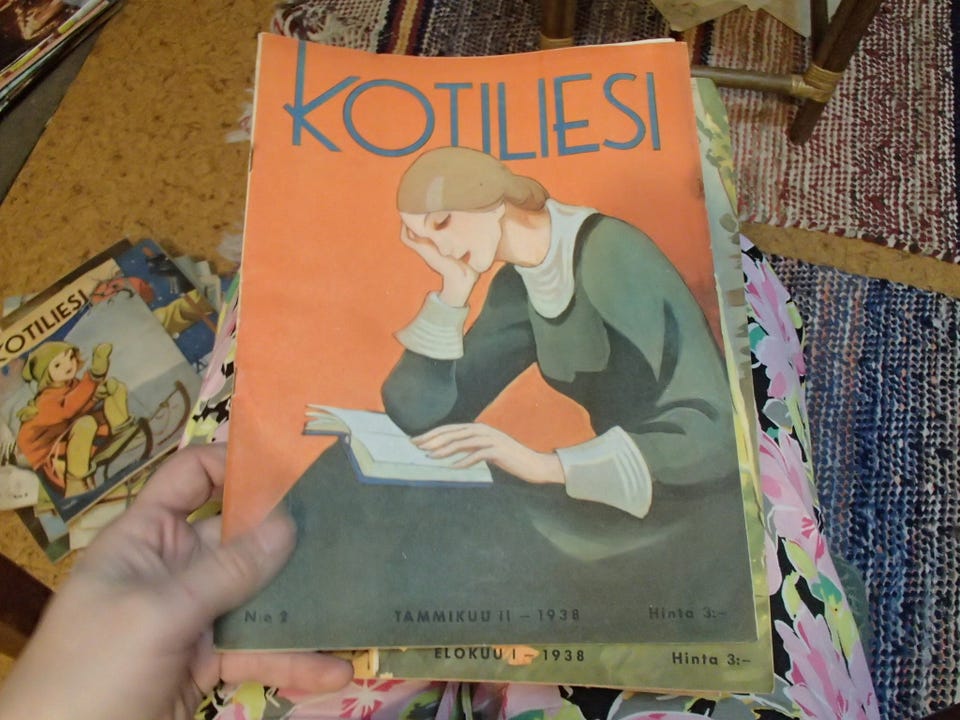 KOTILIESI
N:o 2 TAMMIKUU II – 1938 Hinta 3:–
ELOKUU I – 1938 Hinta 3:–
KOTILIESI